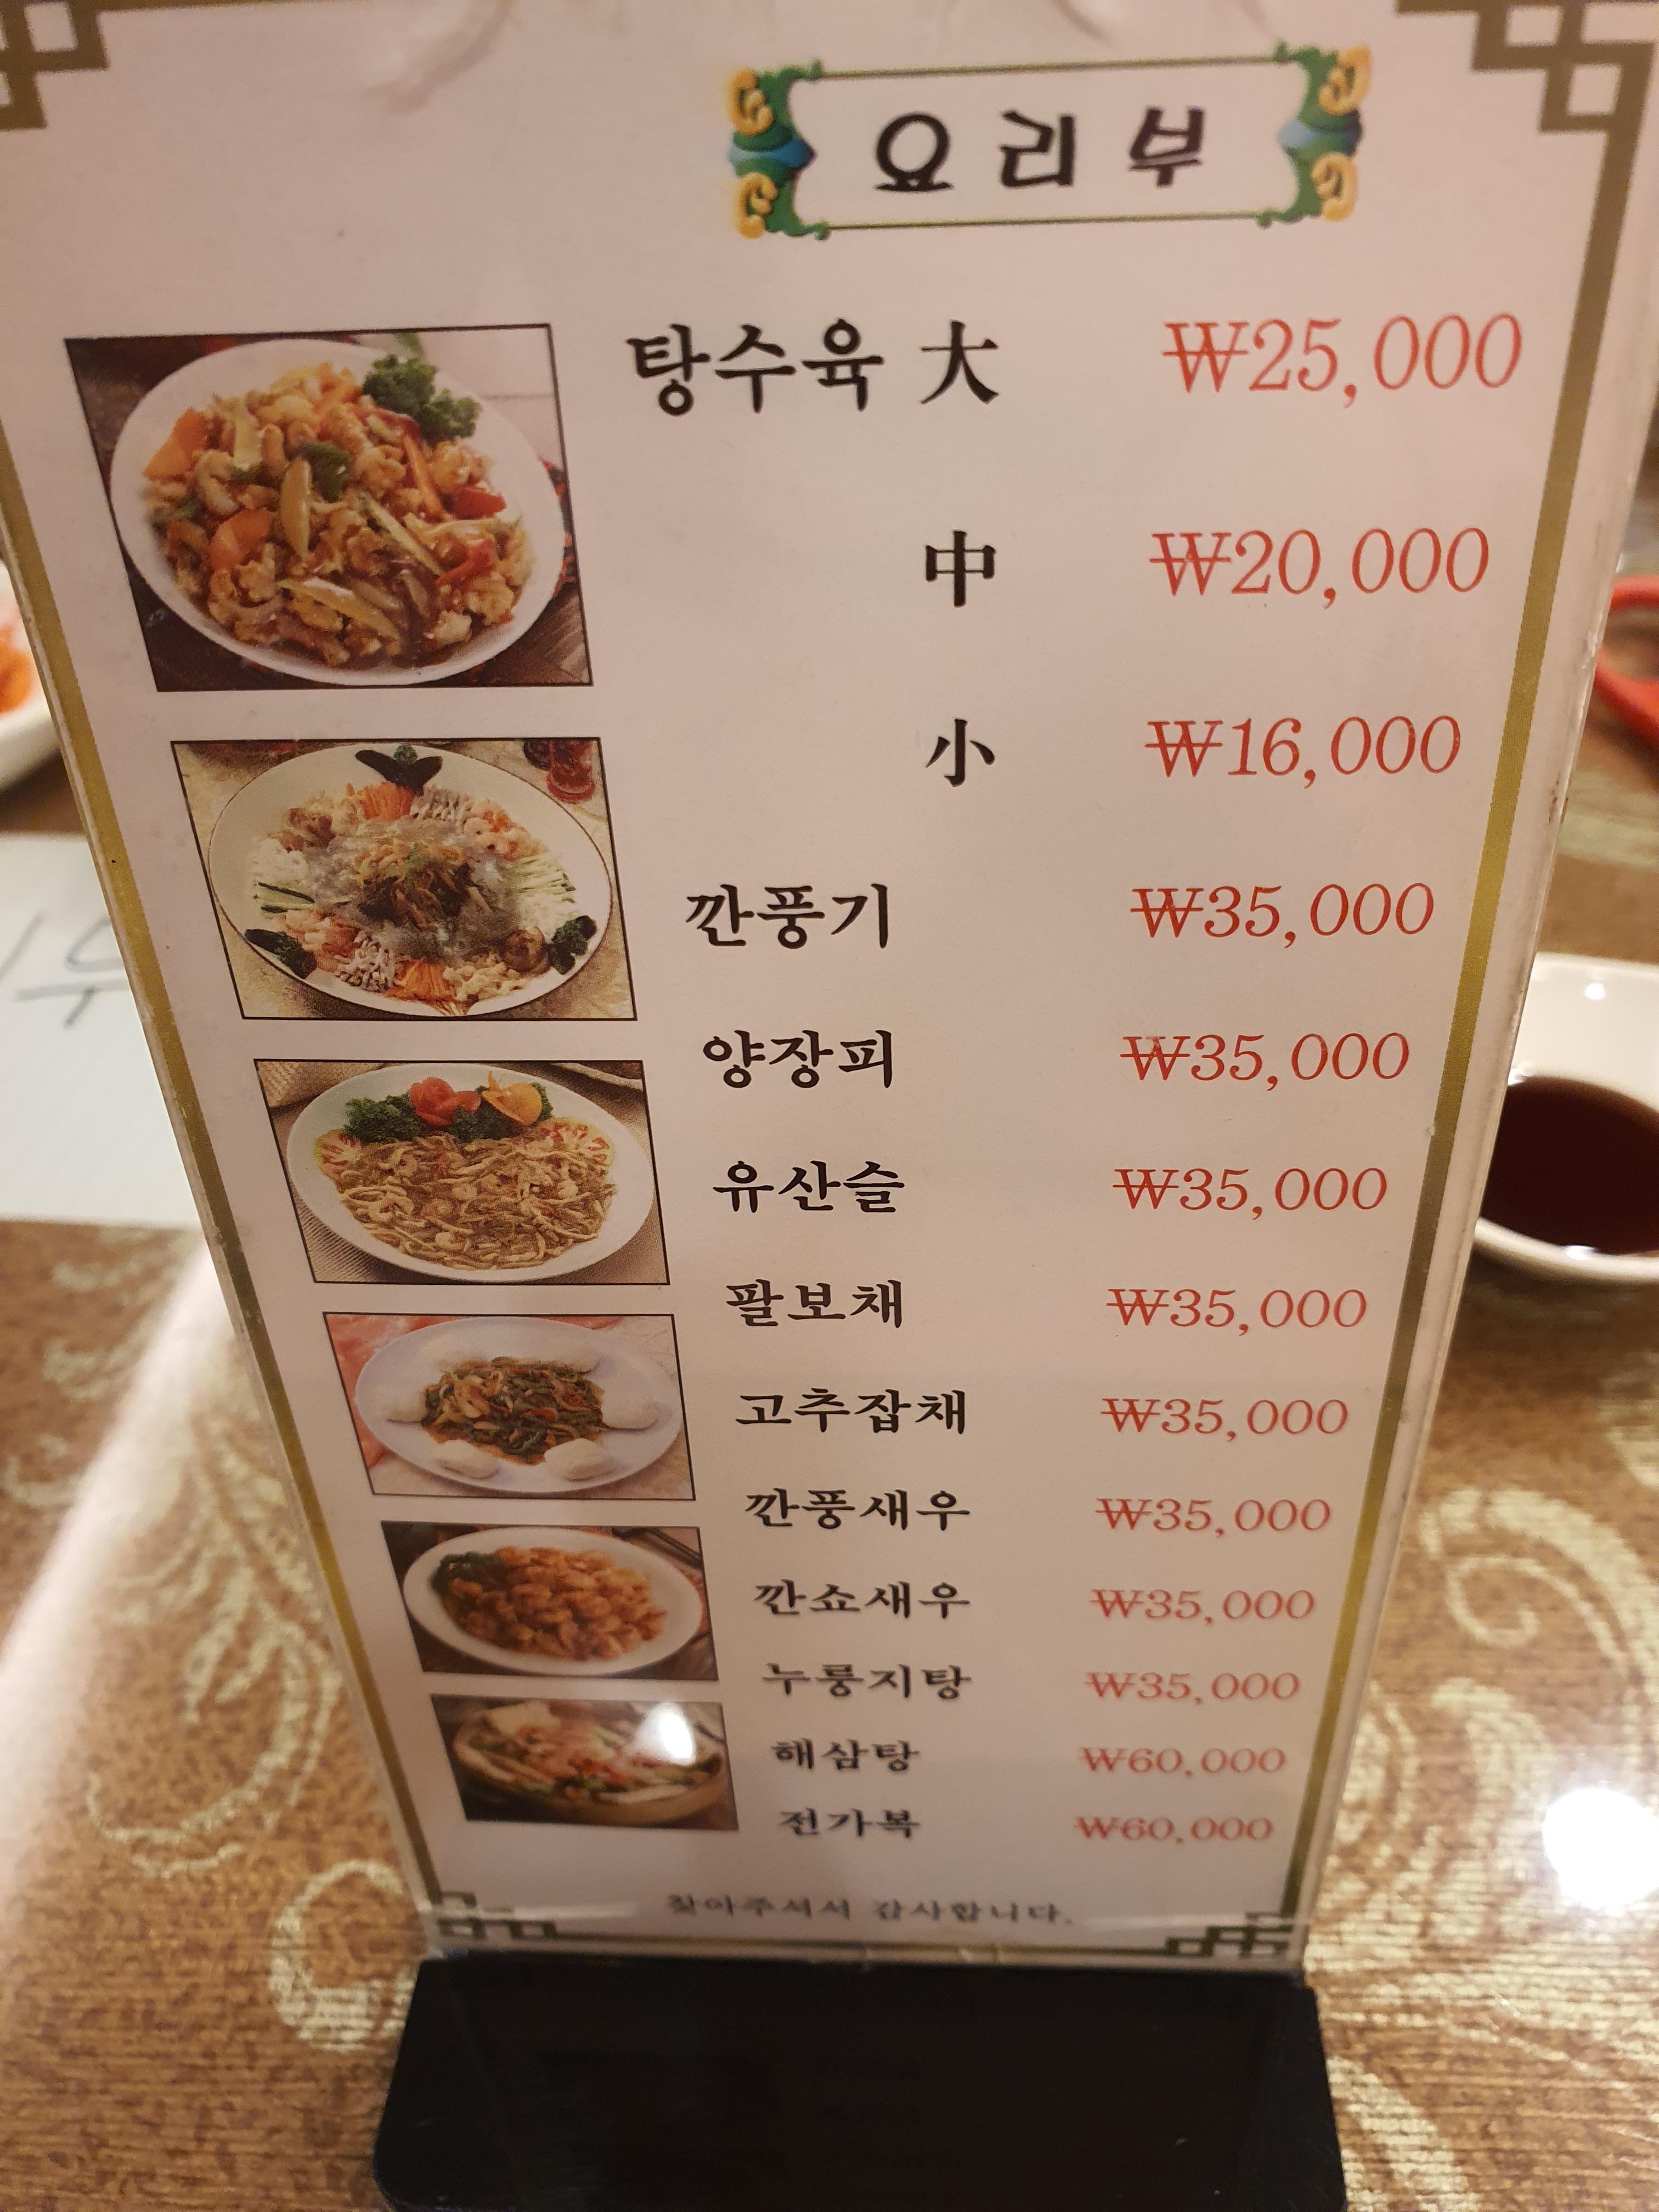 요리부
탕수육 大 ₩25,000
中 ₩20,000
小 ₩16,000
깐풍기 ₩35,000
양장피 ₩35,000
유산슬 ₩35,000
팔보채 ₩35,000
고추잡채 ₩35,000
깐풍새우 ₩35,000
깐쇼새우 ₩35,000
누룽지탕 ₩35,000
해삼탕 ₩60,000
전가복 ₩60,000
찾아주셔서 감사합니다.